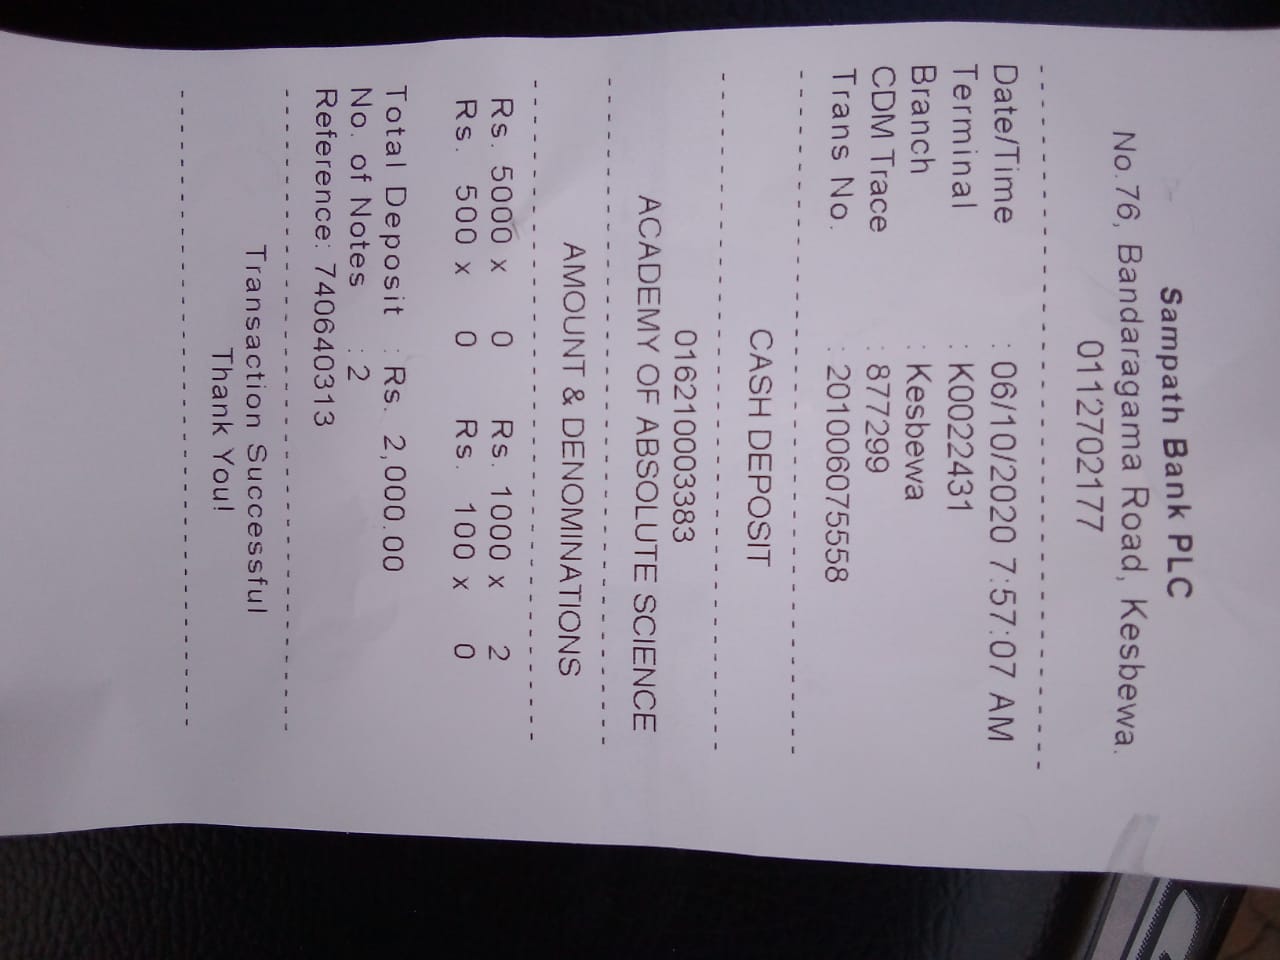 Sampath Bank PLC
No.76, Bandaragama Road, Kesbewa.
0112702177
Date/Time : 06/10/2020 7:57:07 AM
Terminal : K0022431
Branch : Kesbewa
CDM Trace : 877299
Trans No. : 201006075558
CASH DEPOSIT
016210003383
ACADEMY OF ABSOLUTE SCIENCE
AMOUNT & DENOMINATIONS
Rs. 5000 x 0 Rs. 1000 x 2
Rs. 500 x 0 Rs. 100 x 0
Total Deposit : Rs. 2,000.00
No. of Notes : 2
Reference: 740640313
Transaction Successful
Thank You!